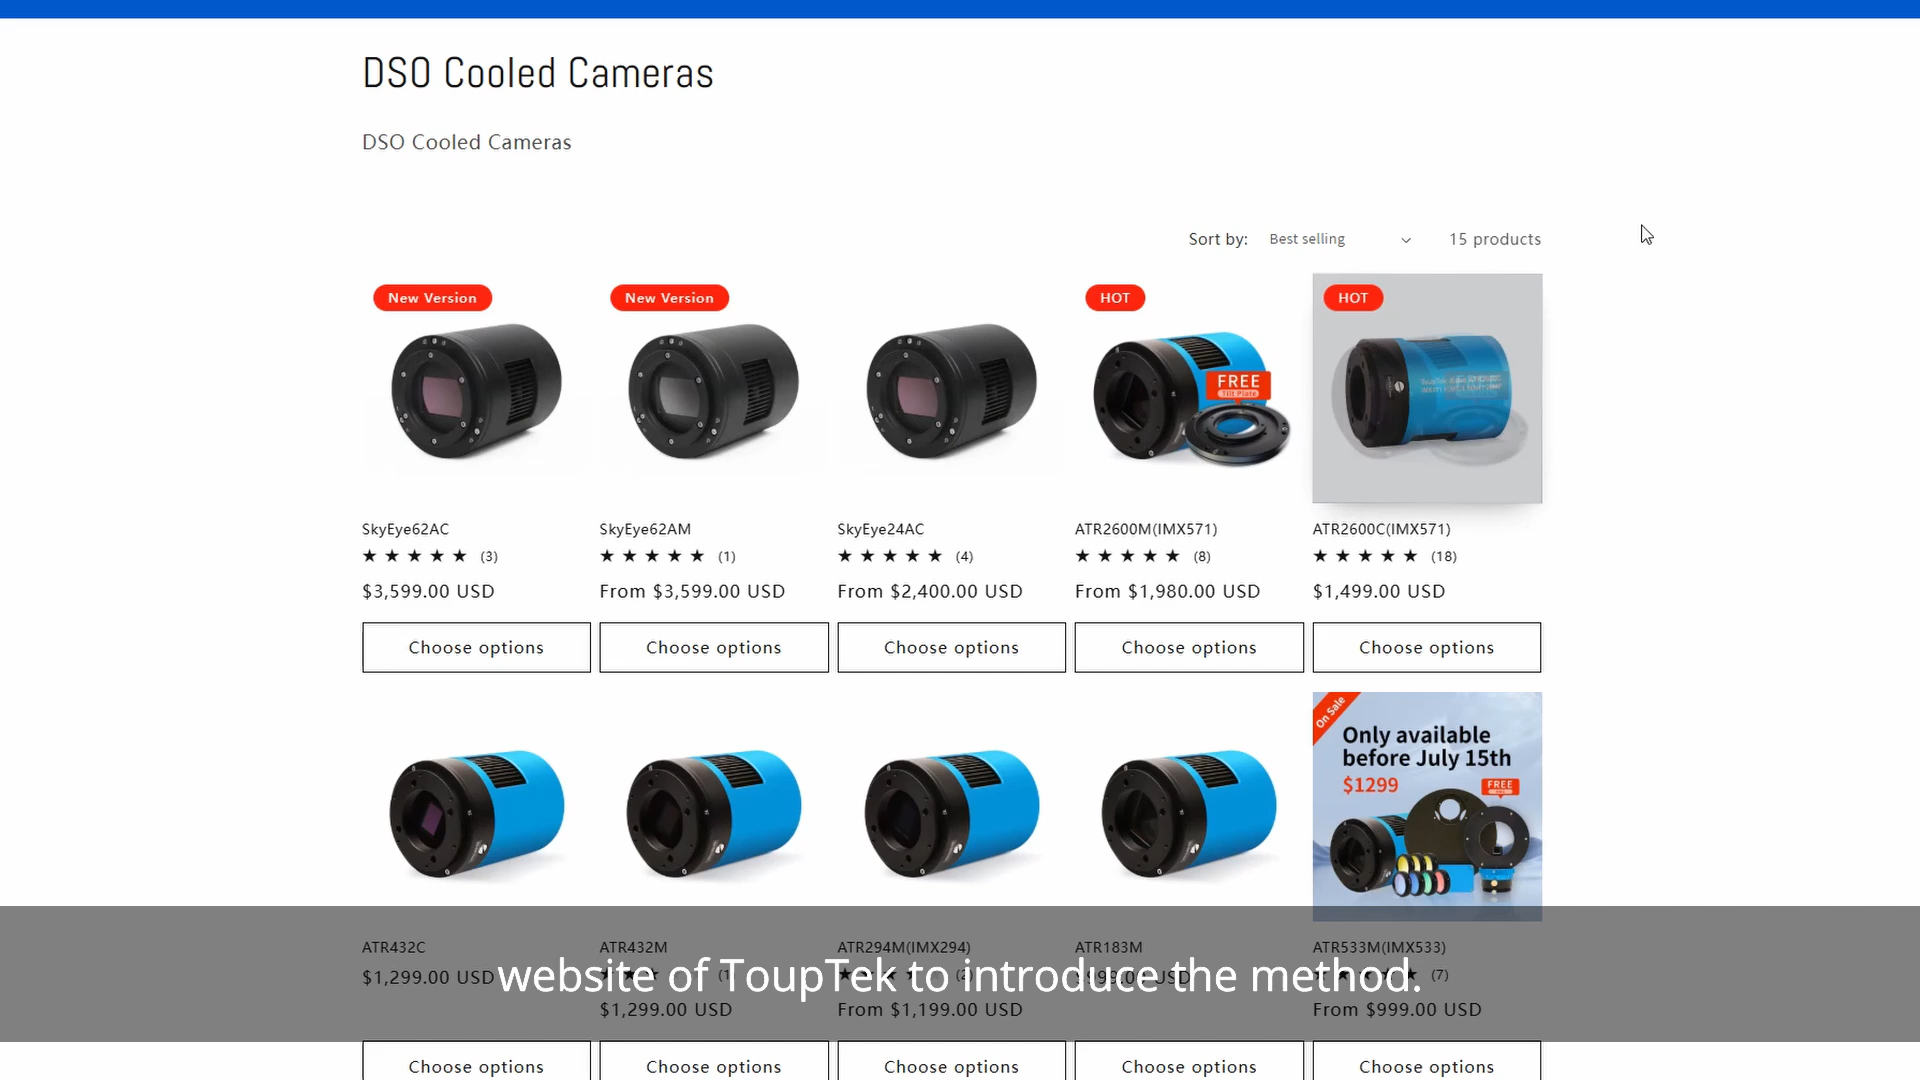 DSO Cooled Cameras
DSO Cooled Cameras
Sort by: Best selling 15 products
New Version
New Version
HOT
HOT
FREE
Tilt Plate
SkyEye62AC
SkyEye62AM
SkyEye24AC
ATR2600M(IMX571)
ATR2600C(IMX571)
★ ★ ★ ★ ★ (3)
★ ★ ★ ★ ★ (1)
★ ★ ★ ★ ★ (4)
★ ★ ★ ★ ★ (8)
★ ★ ★ ★ ★ (18)
$3,599.00 USD
From $3,599.00 USD
From $2,400.00 USD
From $1,980.00 USD
$1,499.00 USD
Choose options
Choose options
Choose options
Choose options
Choose options
On Sale
Only available
before July 15th
$1299
FREE
ATR432C
ATR432M
ATR294M(IMX294)
ATR183M
ATR533M(IMX533)
$1,299.00 USD
(7)
website of ToupTek to introduce the method.
$1,299.00 USD
From $1,199.00 USD
From $999.00 USD
Choose options
Choose options
Choose options
Choose options
Choose options